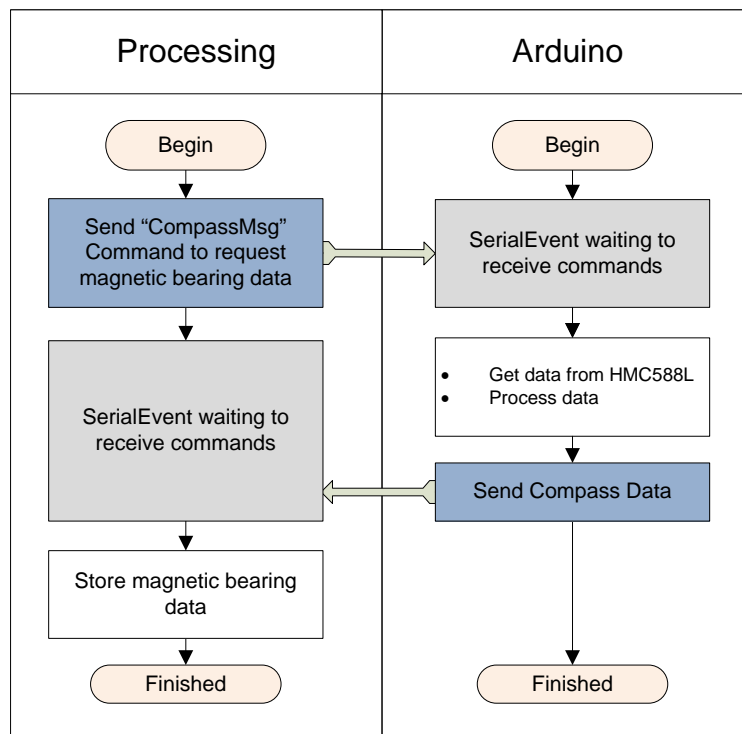 Processing
Arduino
Begin
Send “CompassMsg”
Command to request
magnetic bearing data
SerialEvent waiting to
receive commands
Store magnetic bearing
data
Finished
Begin
SerialEvent waiting to
receive commands
• Get data from HMC588L
• Process data
Send Compass Data
Finished